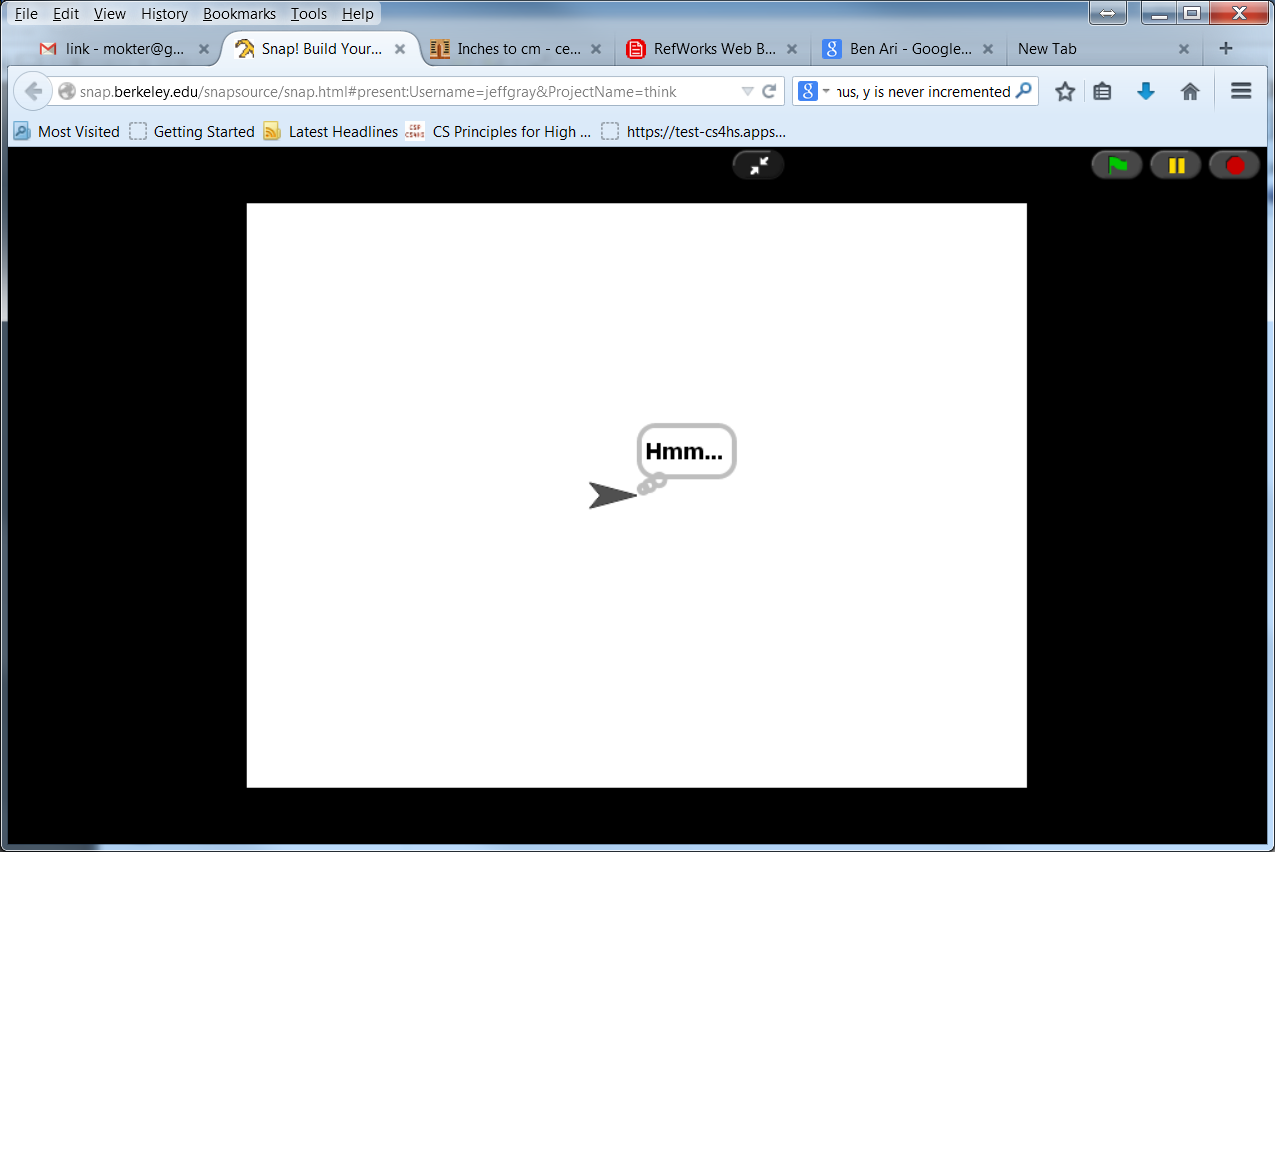 File Edit View History Bookmarks Tools Help
link - mokter@g... Snap! Build Your... Inches to cm - ce... RefWorks Web B... Ben Ari - Google... New Tab
snap.berkeley.edu/snapsource/snap.html#present:Username=jeffgray&ProjectName=think nus, y is never incremented
Most Visited Getting Started Latest Headlines CS Principles for High ... https://test-cs4hs.apps...
Hmm...